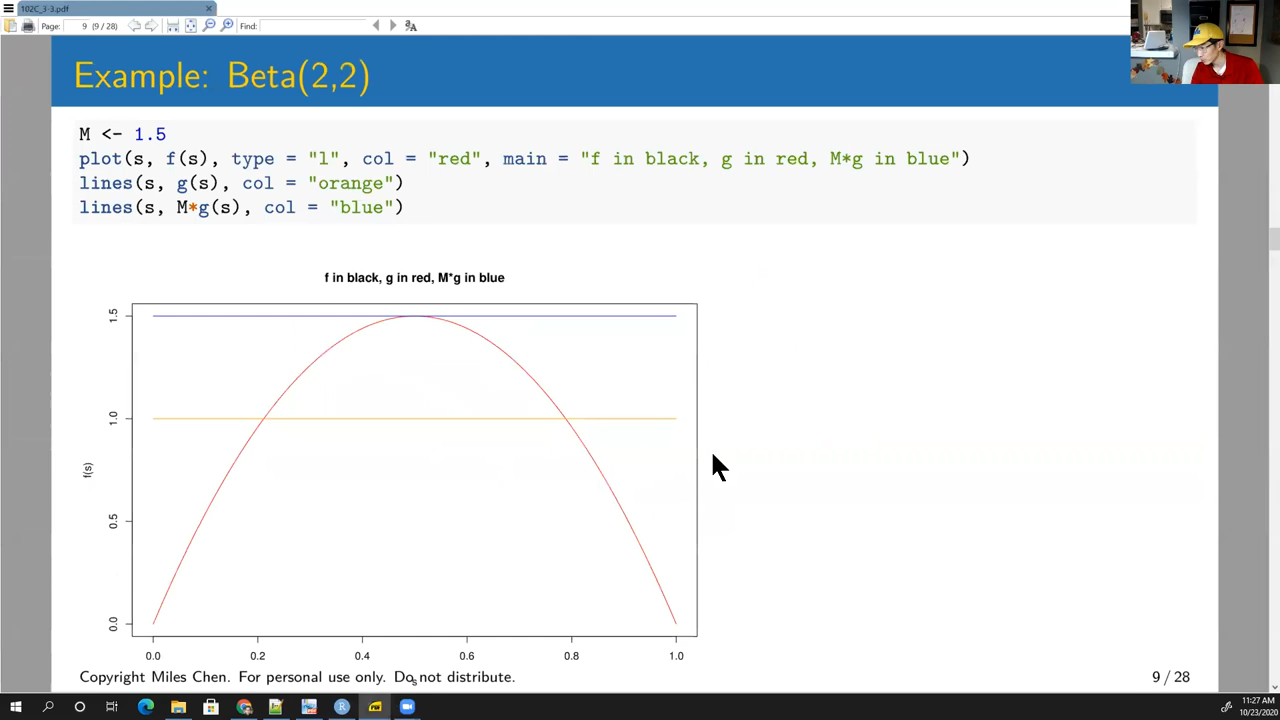 102C_3-3.pdf
Page: 9 (9 / 28) Find:
Example: Beta(2,2)
M <- 1.5
plot(s, f(s), type = "l", col = "red", main = "f in black, g in red, M*g in blue")
lines(s, g(s), col = "orange")
lines(s, M*g(s), col = "blue")
f in black, g in red, M*g in blue
1.5
1.0
0.5
0.0
f(s)
0.0 0.2 0.4 0.6 0.8 1.0
s
Copyright Miles Chen. For personal use only. Do not distribute.
9 / 28
11:27 AM
10/23/2020